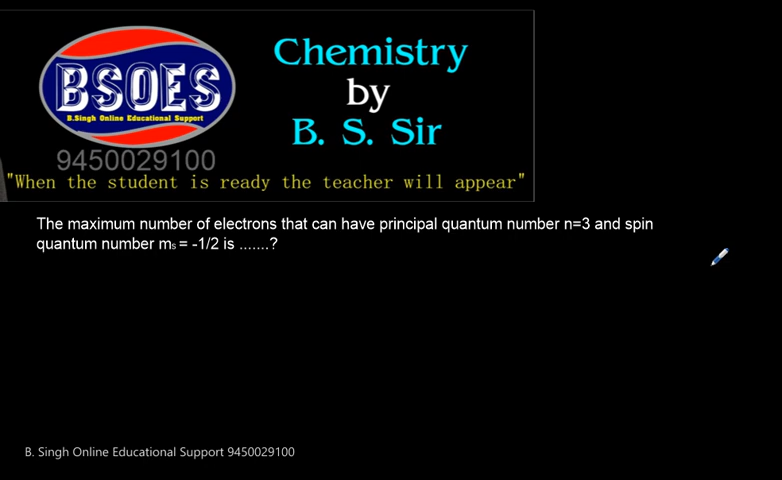 BSOES
B.Singh Online Educational Support
9450029100
Chemistry
by
B. S. Sir
"When the student is ready the teacher will appear"
The maximum number of electrons that can have principal quantum number n=3 and spin
quantum number ms = -1/2 is .......?
B. Singh Online Educational Support 9450029100